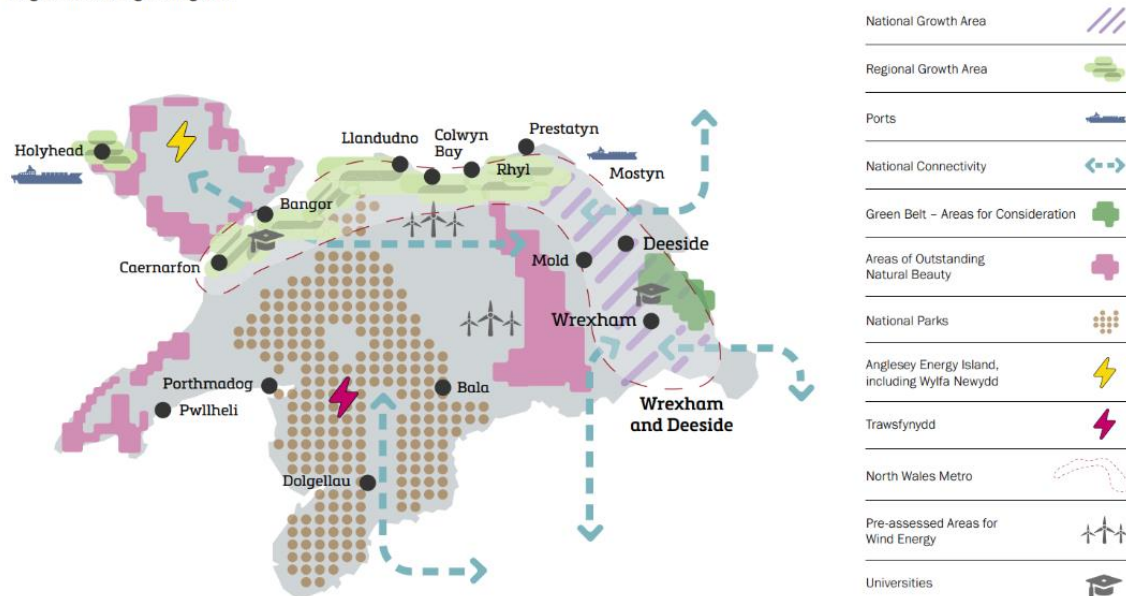 Holyhead
Llandudno
Colwyn
Bay
Prestatyn
Rhyl
Mostyn
Bangor
Caernarfon
Deeside
Mold
Wrexham
Porthmadog
Pwllheli
Bala
Wrexham
and Deeside
Dolgellau
National Growth Area
Regional Growth Area
Ports
National Connectivity
Green Belt – Areas for Consideration
Areas of Outstanding
Natural Beauty
National Parks
Anglesey Energy Island,
including Wylfa Newydd
Trawsfynydd
North Wales Metro
Pre-assessed Areas for
Wind Energy
Universities